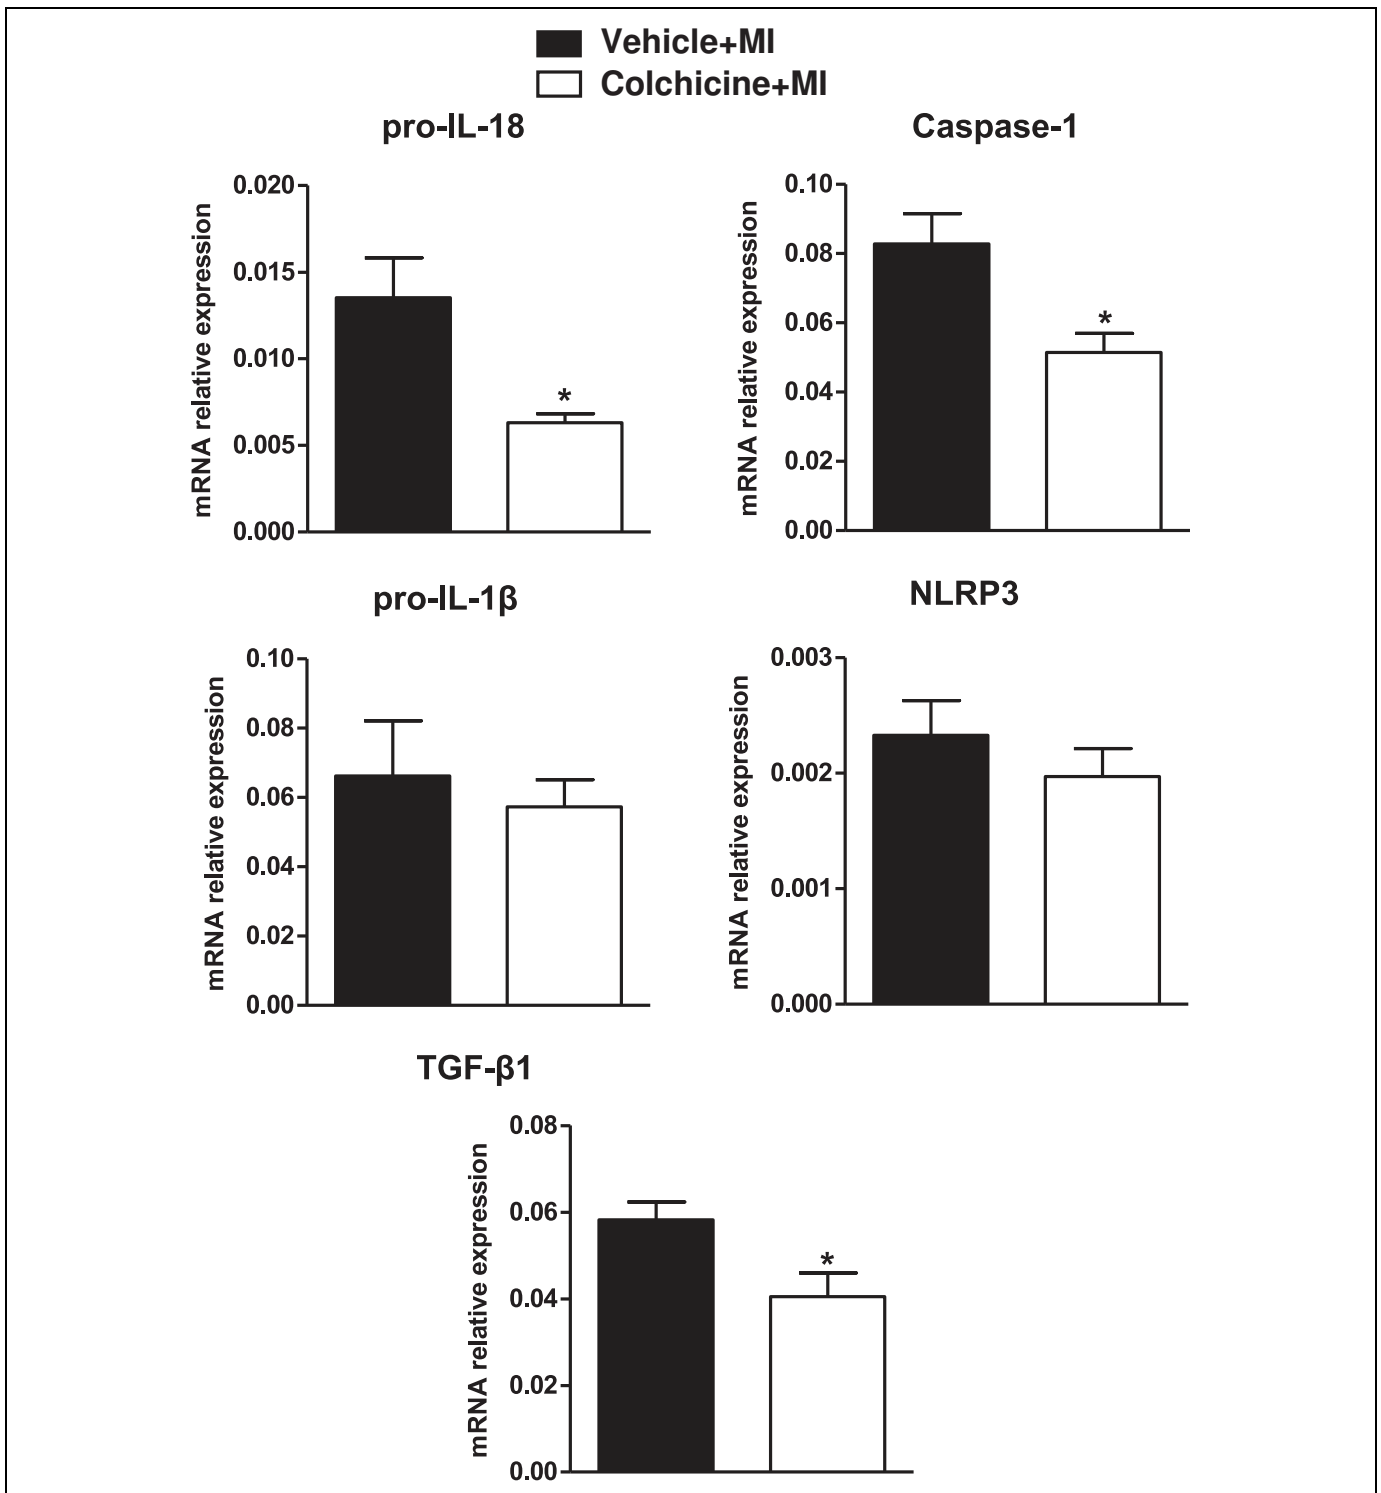 Vehicle+MI
Colchicine+MI
pro-IL-18
mRNA relative expression
0.020
0.015
0.010
0.005
0.000
*
Caspase-1
mRNA relative expression
0.10
0.08
0.06
0.04
0.02
0.00
*
pro-IL-1β
mRNA relative expression
0.10
0.08
0.06
0.04
0.02
0.00
NLRP3
mRNA relative expression
0.003
0.002
0.001
0.000
TGF-β1
mRNA relative expression
0.08
0.06
0.04
0.02
0.00
*